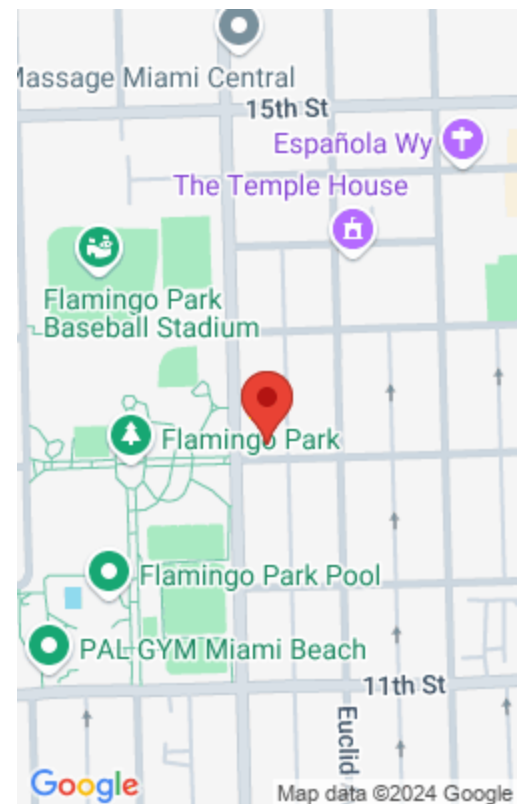 Massage Miami Central
15th St
Española Wy
The Temple House
Flamingo Park
Baseball Stadium
Flamingo Park
Flamingo Park Pool
PAL GYM Miami Beach
11th St
Euclid
Google
Map data ©2024 Google